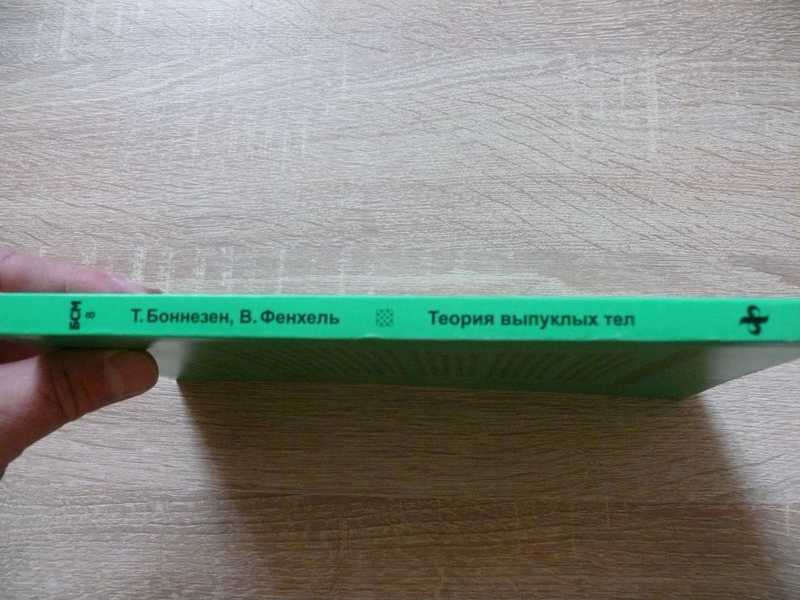 БСМ
8
Т. Боннезен, В. Фенхель
Теория выпуклых тел